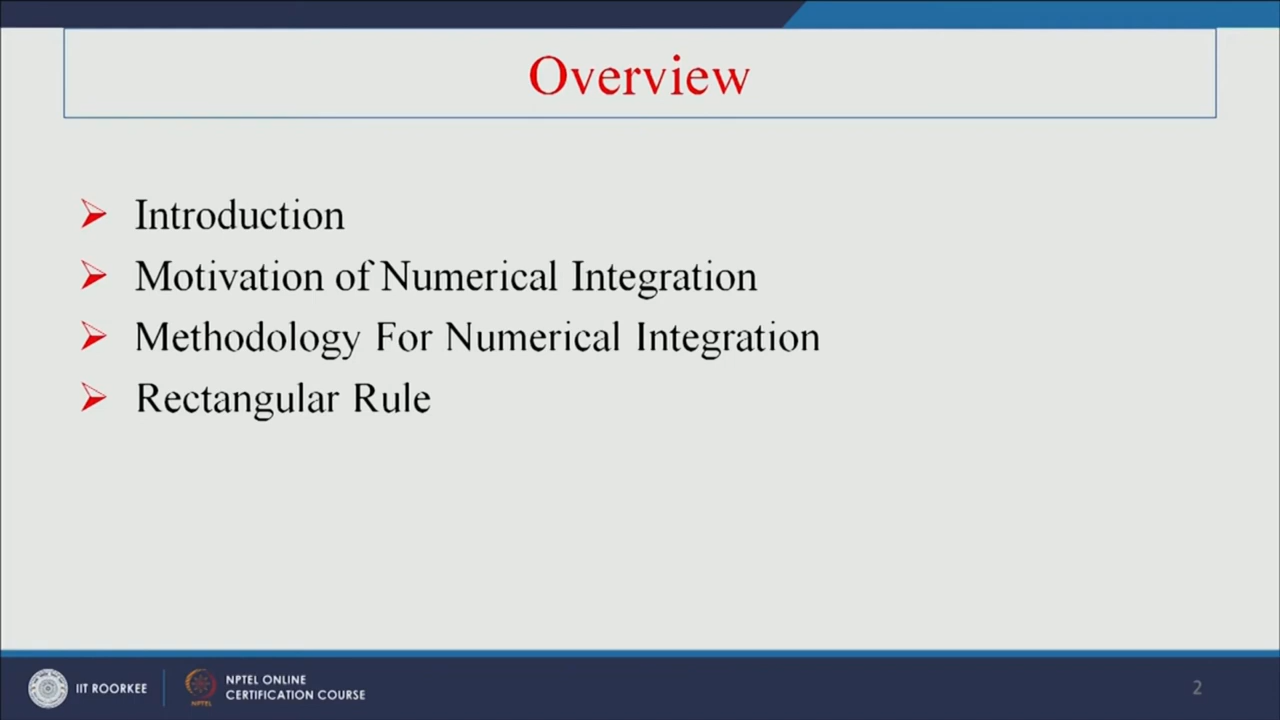 Overview
Introduction
Motivation of Numerical Integration
Methodology For Numerical Integration
Rectangular Rule
IIT ROORKEE
NPTEL
NPTEL ONLINE
CERTIFICATION COURSE
2